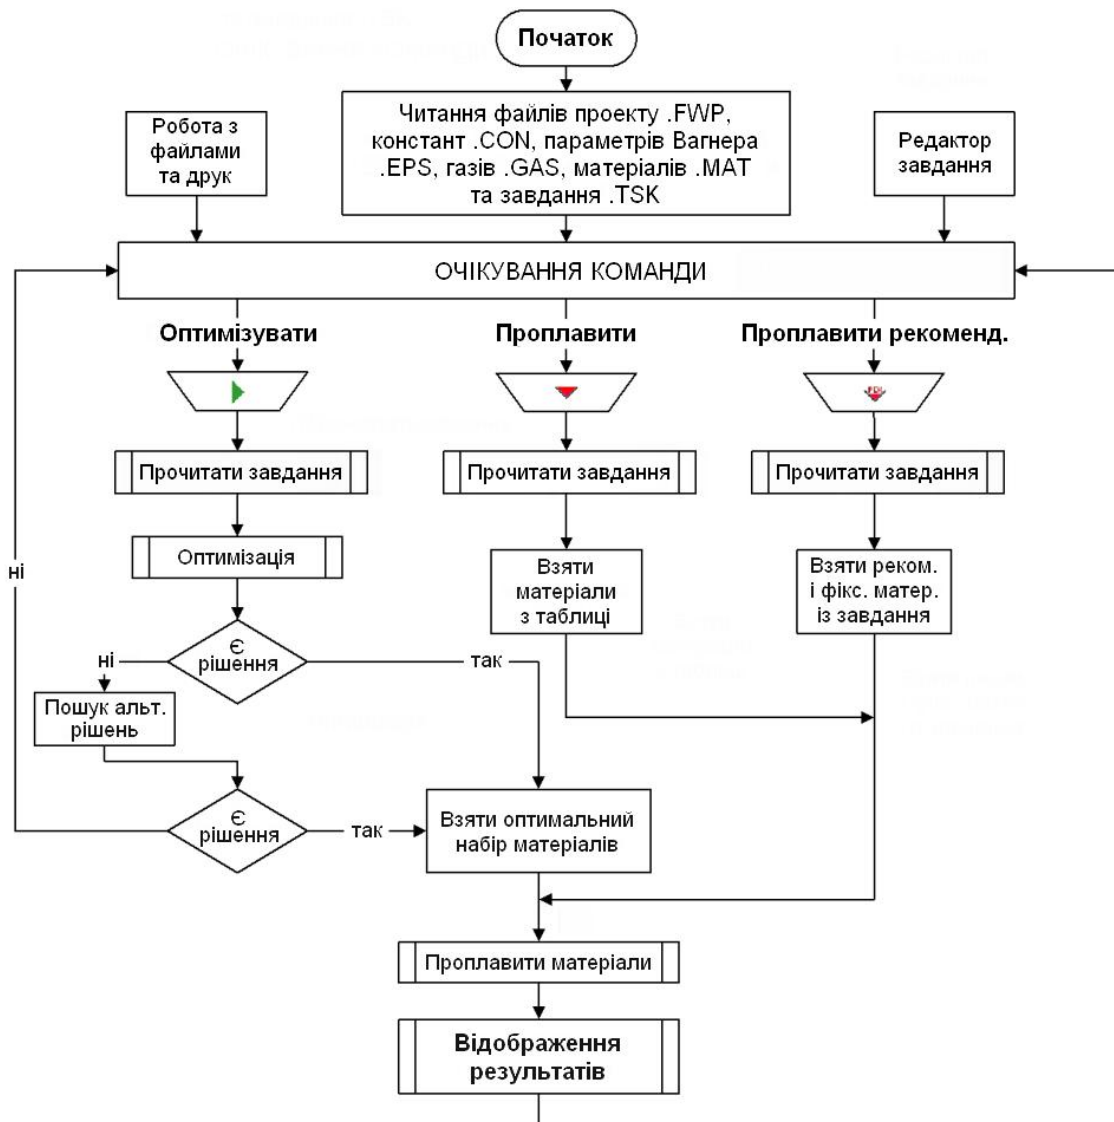 Початок
Читання файлів проекту .FWP,
констант .CON, параметрів Вагнера
.EPS, газів .GAS, матеріалів .MAT
та завдання .TSK
Робота з
файлами
та друк
Редактор
завдання
ОЧІКУВАННЯ КОМАНДИ
Оптимізувати
Проплавити
Проплавити рекоменд.
Прочитати завдання
Прочитати завдання
Прочитати завдання
Оптимізація
Взяти
матеріали
з таблиці
Взяти реком.
і фікс. матер.
із завдання
ні
Є
рішення
ні
так
Пошук альт.
рішень
Є
рішення
так
Взяти оптимальний
набір матеріалів
Проплавити матеріали
Відображення
результатів